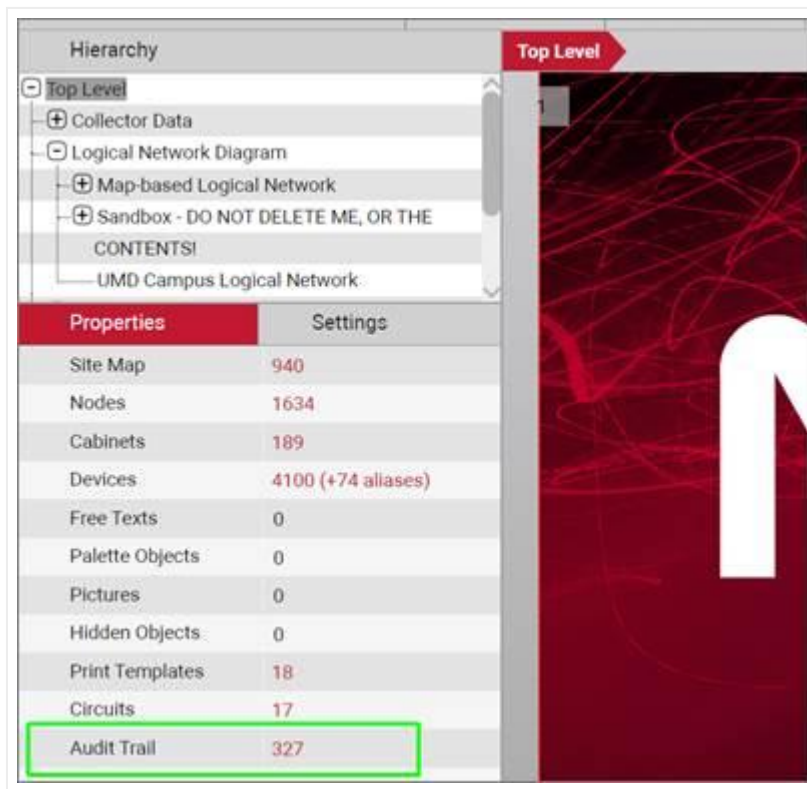 Hierarchy
Top Level
Top Level
Collector Data
Logical Network Diagram
Map-based Logical Network
Sandbox - DO NOT DELETE ME, OR THE
CONTENTS!
UMD Campus Logical Network
1
Properties Settings
Site Map 940
Nodes 1634
Cabinets 189
Devices 4100 (+74 aliases)
Free Texts 0
Palette Objects 0
Pictures 0
Hidden Objects 0
Print Templates 18
Circuits 17
Audit Trail 327